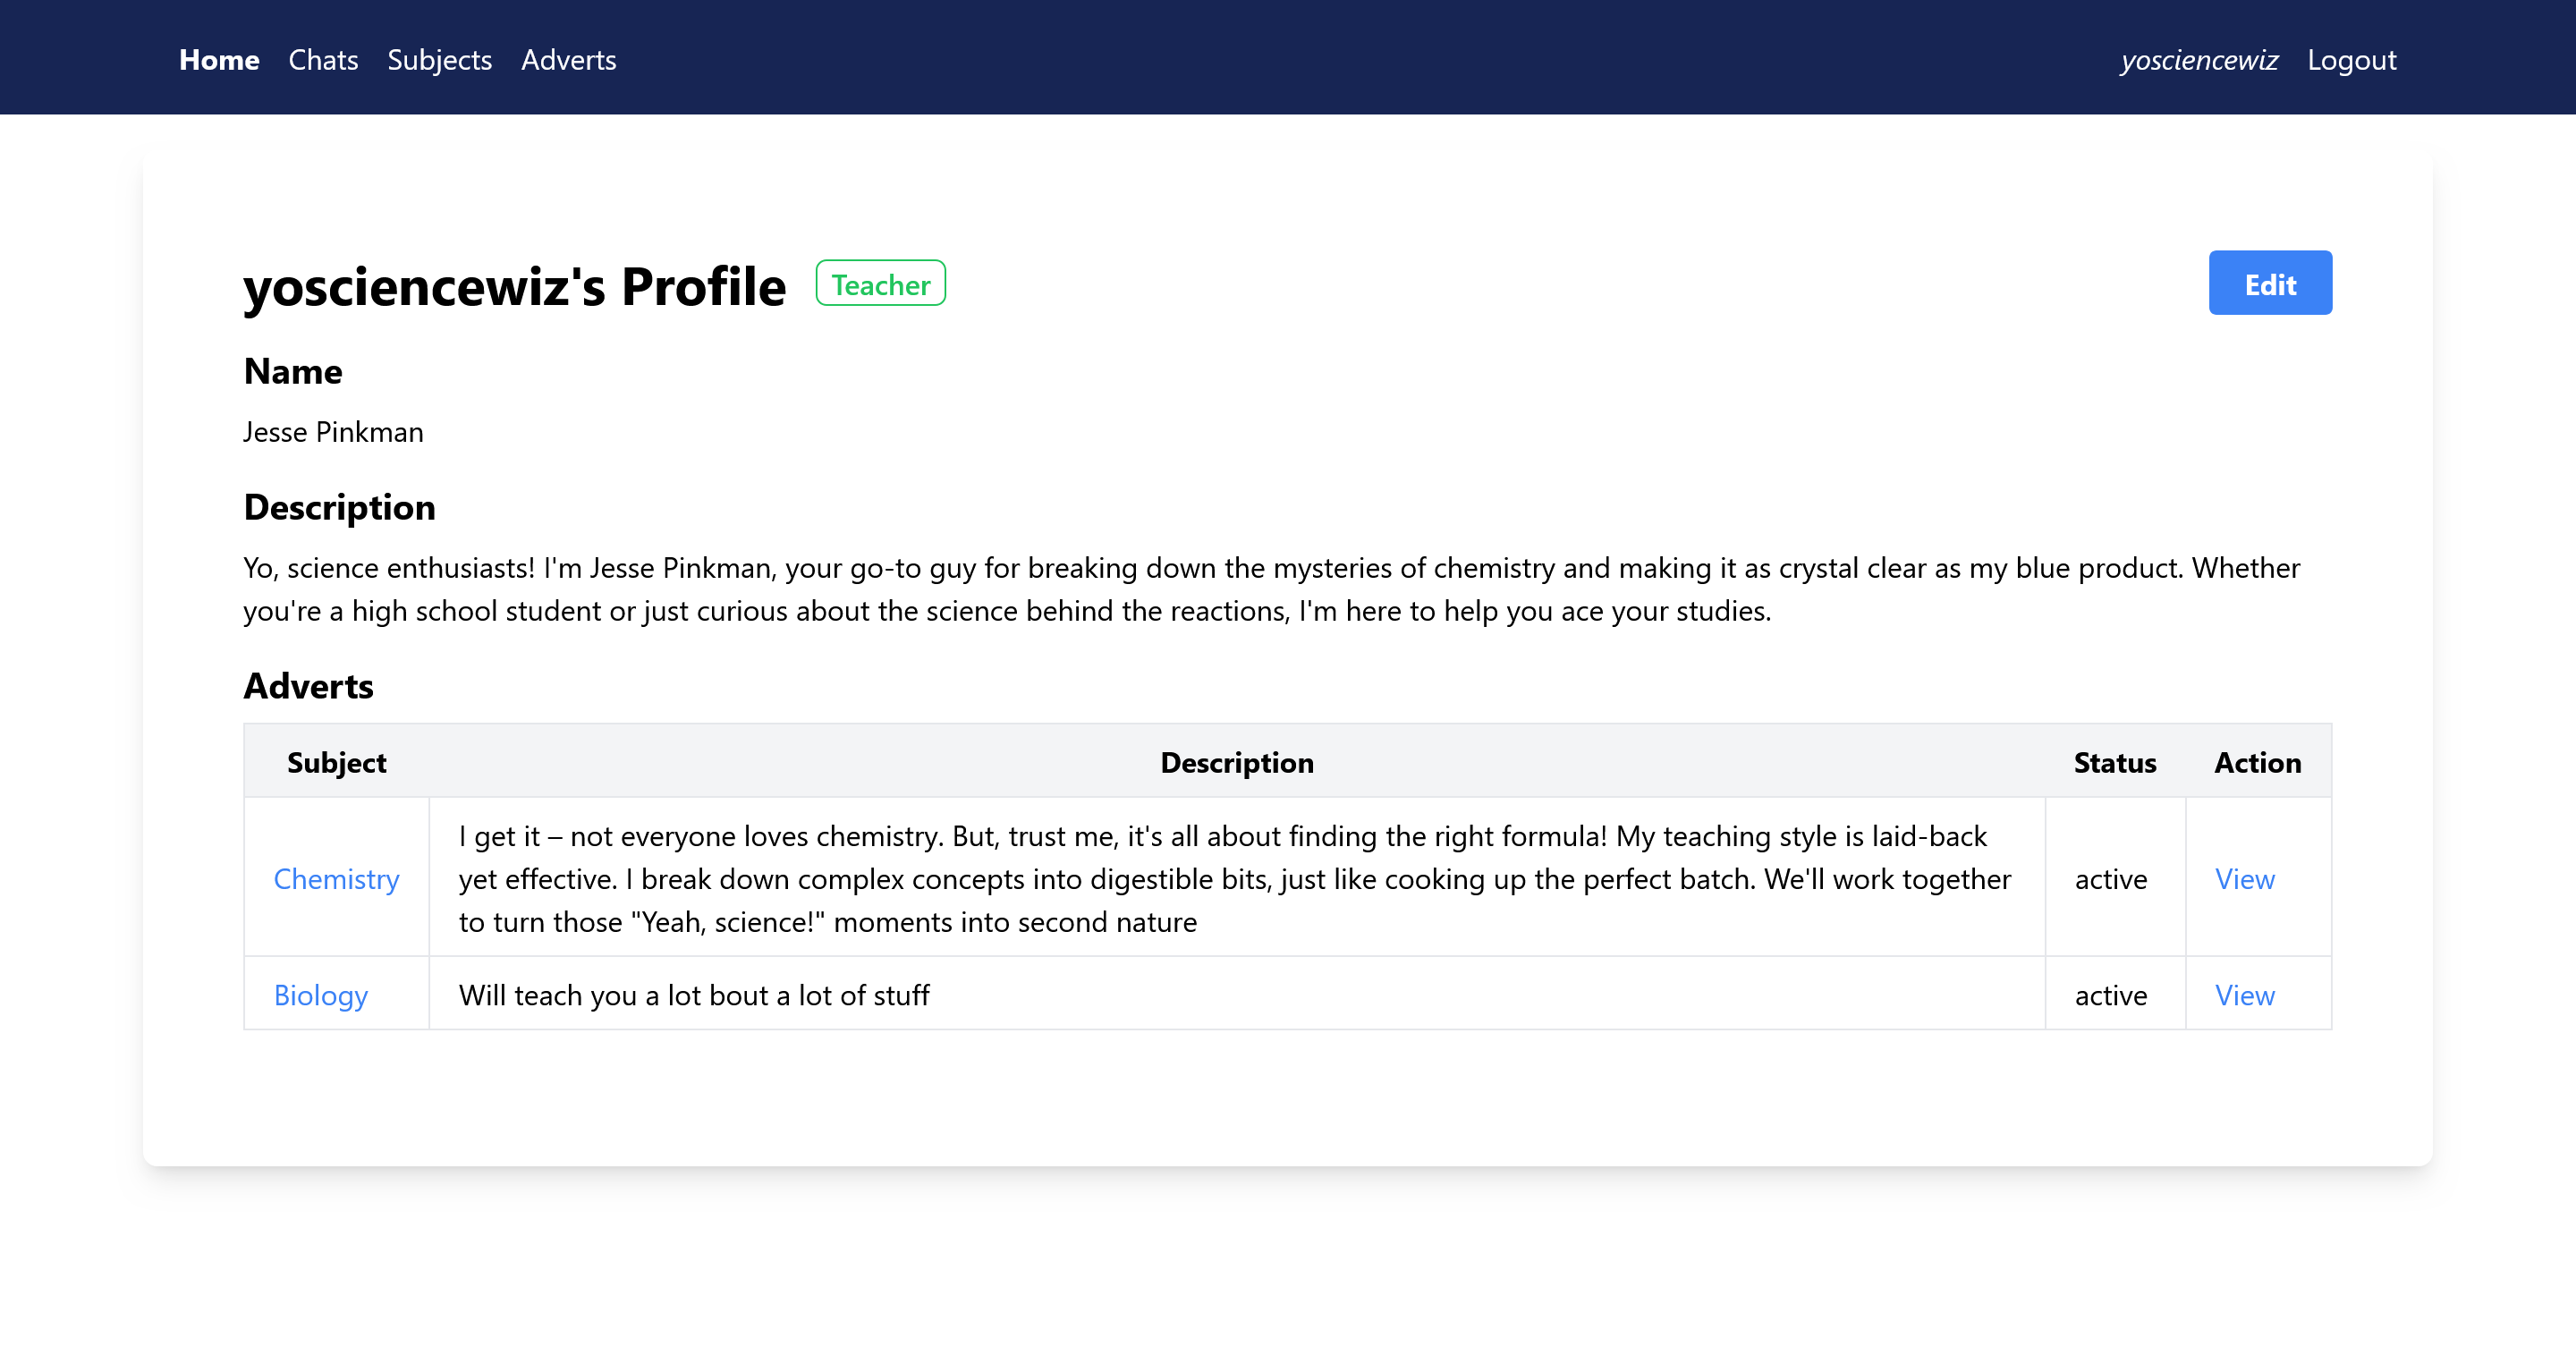 Home Chats Subjects Adverts yosciencewiz Logout
yosciencewiz's Profile Teacher Edit
Name
Jesse Pinkman
Description
Yo, science enthusiasts! I'm Jesse Pinkman, your go-to guy for breaking down the mysteries of chemistry and making it as crystal clear as my blue product. Whether
you're a high school student or just curious about the science behind the reactions, I'm here to help you ace your studies.
Adverts
Subject Description Status Action
I get it – not everyone loves chemistry. But, trust me, it's all about finding the right formula! My teaching style is laid-back
Chemistry yet effective. I break down complex concepts into digestible bits, just like cooking up the perfect batch. We'll work together active View
to turn those "Yeah, science!" moments into second nature
Biology Will teach you a lot bout a lot of stuff active View